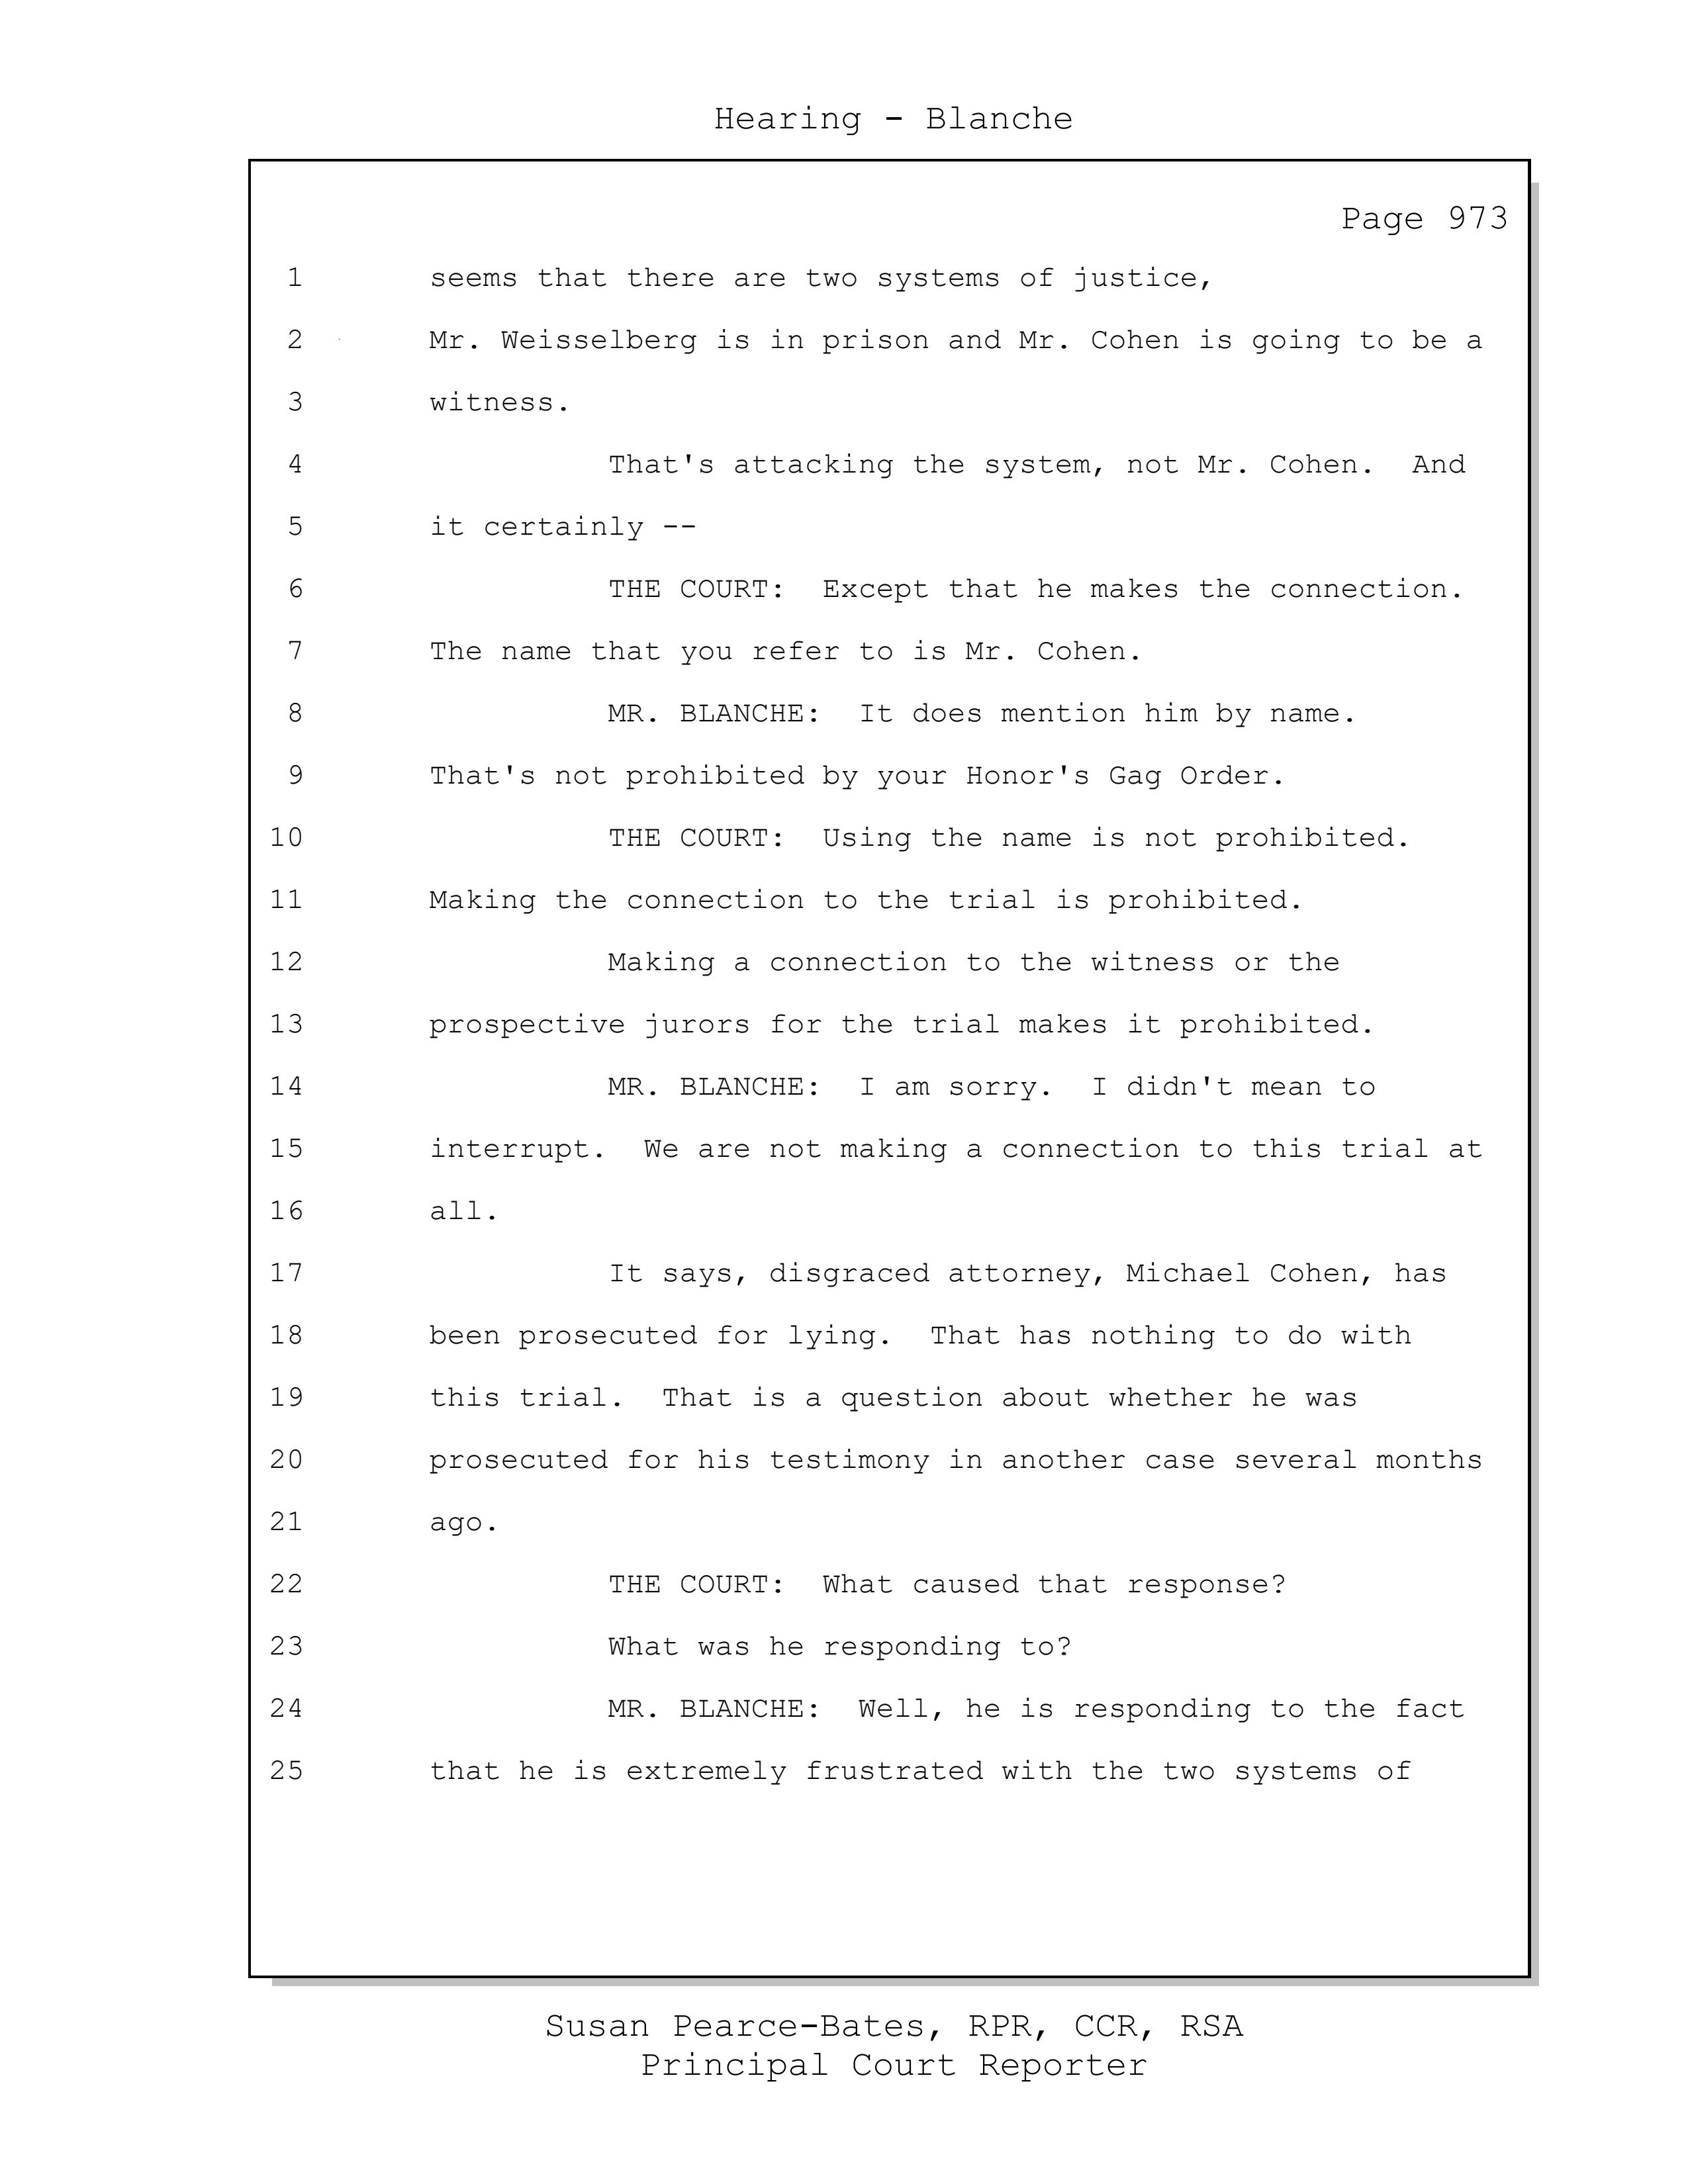 Hearing - Blanche
Page 973
1 seems that there are two systems of justice,
2 Mr. Weisselberg is in prison and Mr. Cohen is going to be a
3 witness.
4 That's attacking the system, not Mr. Cohen. And
5 it certainly --
6 THE COURT: Except that he makes the connection.
7 The name that you refer to is Mr. Cohen.
8 MR. BLANCHE: It does mention him by name.
9 That's not prohibited by your Honor's Gag Order.
10 THE COURT: Using the name is not prohibited.
11 Making the connection to the trial is prohibited.
12 Making a connection to the witness or the
13 prospective jurors for the trial makes it prohibited.
14 MR. BLANCHE: I am sorry. I didn't mean to
15 interrupt. We are not making a connection to this trial at
16 all.
17 It says, disgraced attorney, Michael Cohen, has
18 been prosecuted for lying. That has nothing to do with
19 this trial. That is a question about whether he was
20 prosecuted for his testimony in another case several months
21 ago.
22 THE COURT: What caused that response?
23 What was he responding to?
24 MR. BLANCHE: Well, he is responding to the fact
25 that he is extremely frustrated with the two systems of
Susan Pearce-Bates, RPR, CCR, RSA
Principal Court Reporter